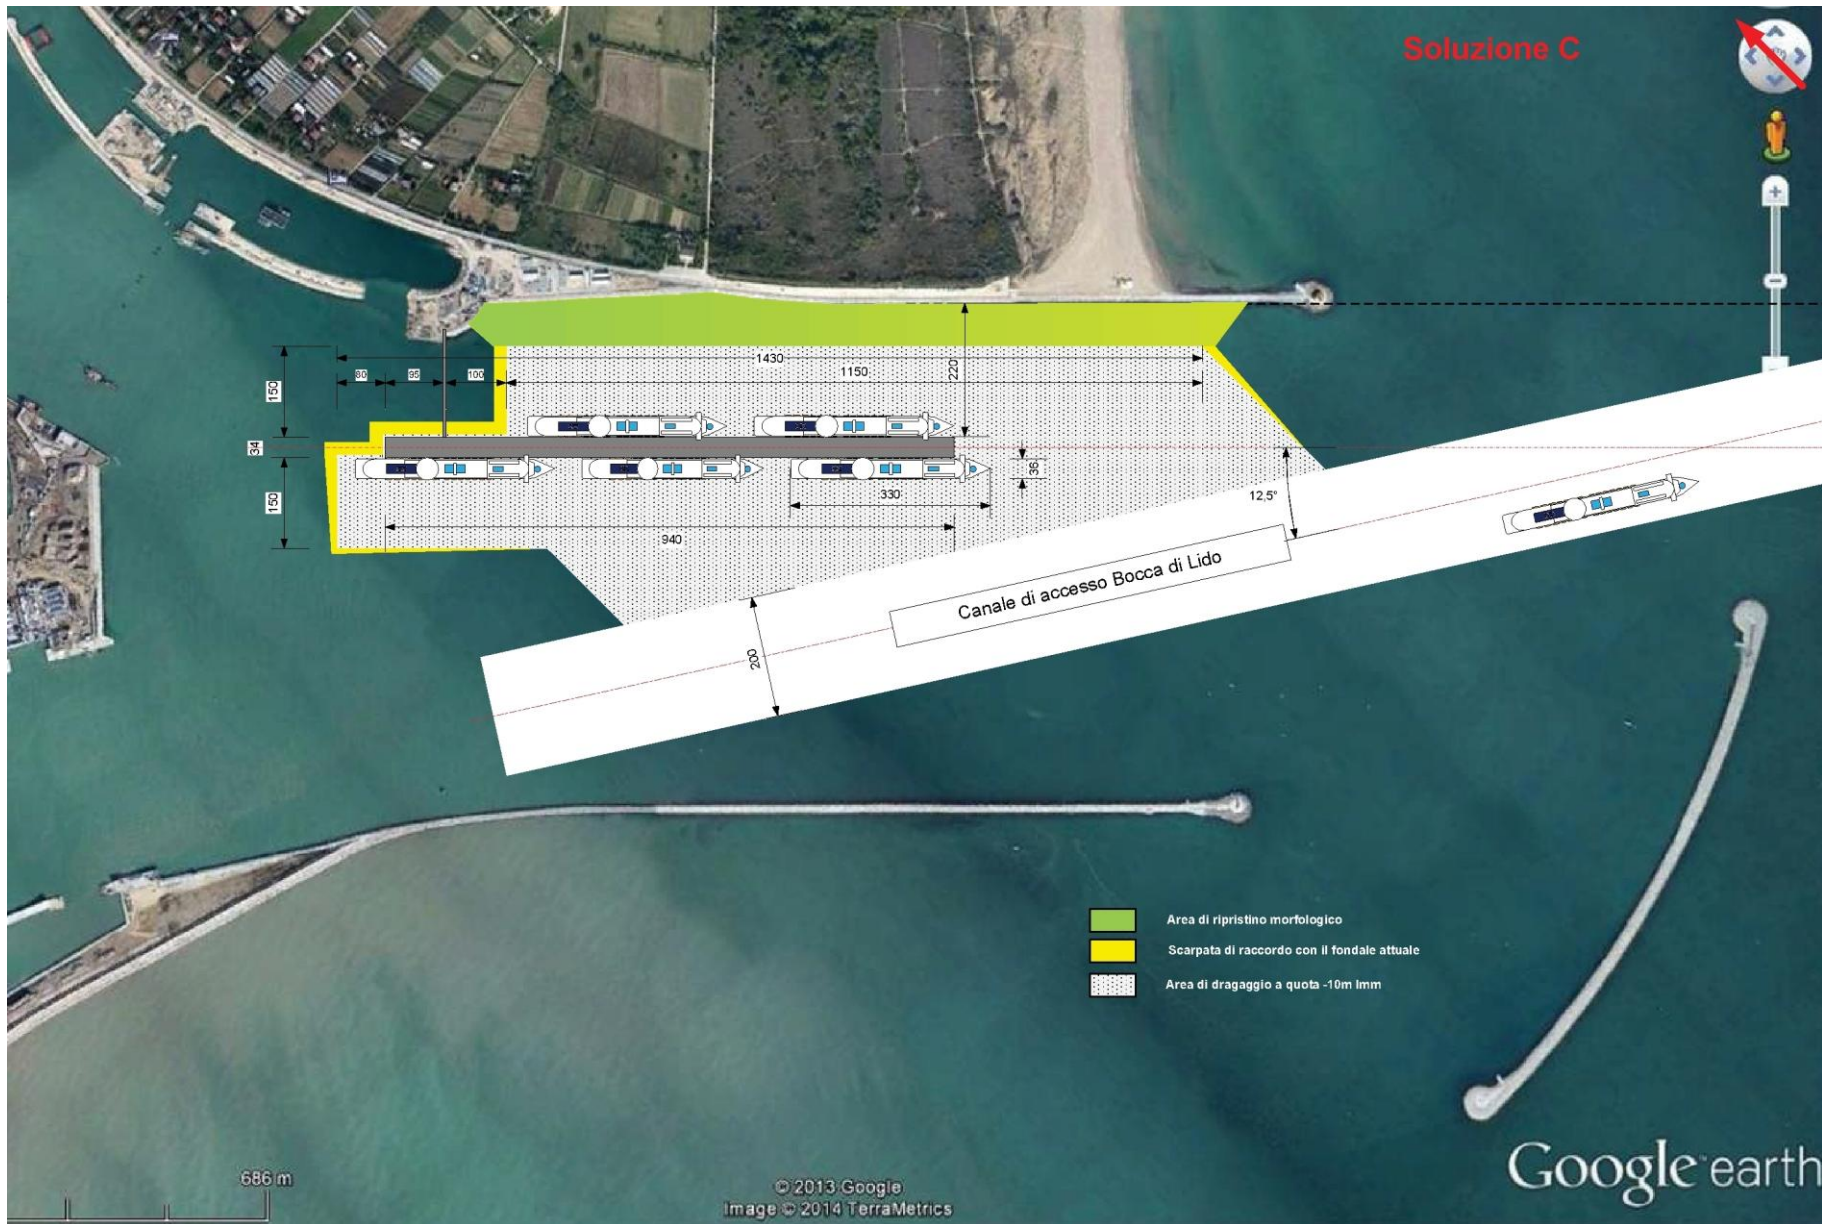 Soluzione C
1430
1150
80
95
100
220
150
34
150
36
330
12,5°
940
Canale di accesso Bocca di Lido
200
Area di ripristino morfologico
Scarpata di raccordo con il fondale attuale
Area di dragaggio a quota -10m lmm
686 m
© 2013 Google
Image © 2014 TerraMetrics
Google earth